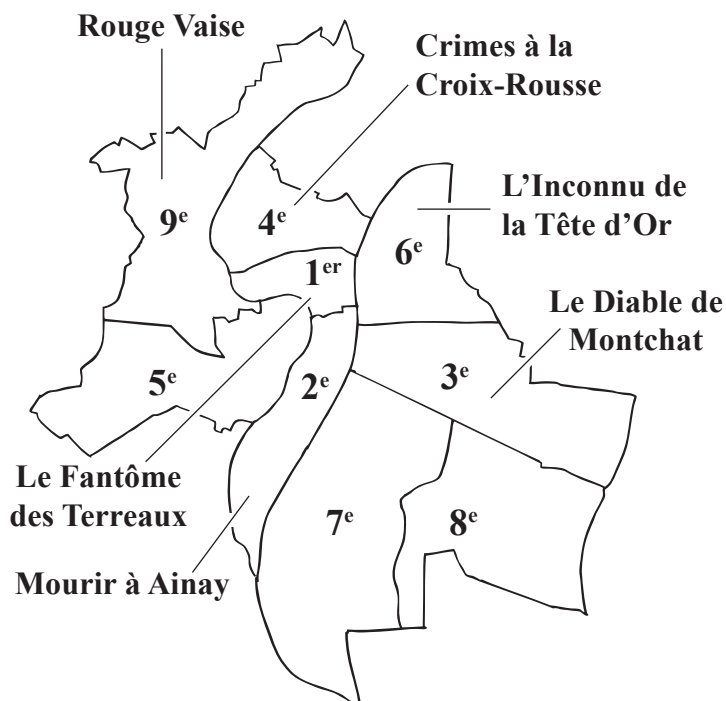 Rouge Vaise
Crimes à la
Croix-Rousse
L’Inconnu de
la Tête d’Or
9e
4e
6e
1er
Le Diable de
Montchat
5e
2e
3e
Le Fantôme
des Terreaux
7e
8e
Mourir à Ainay